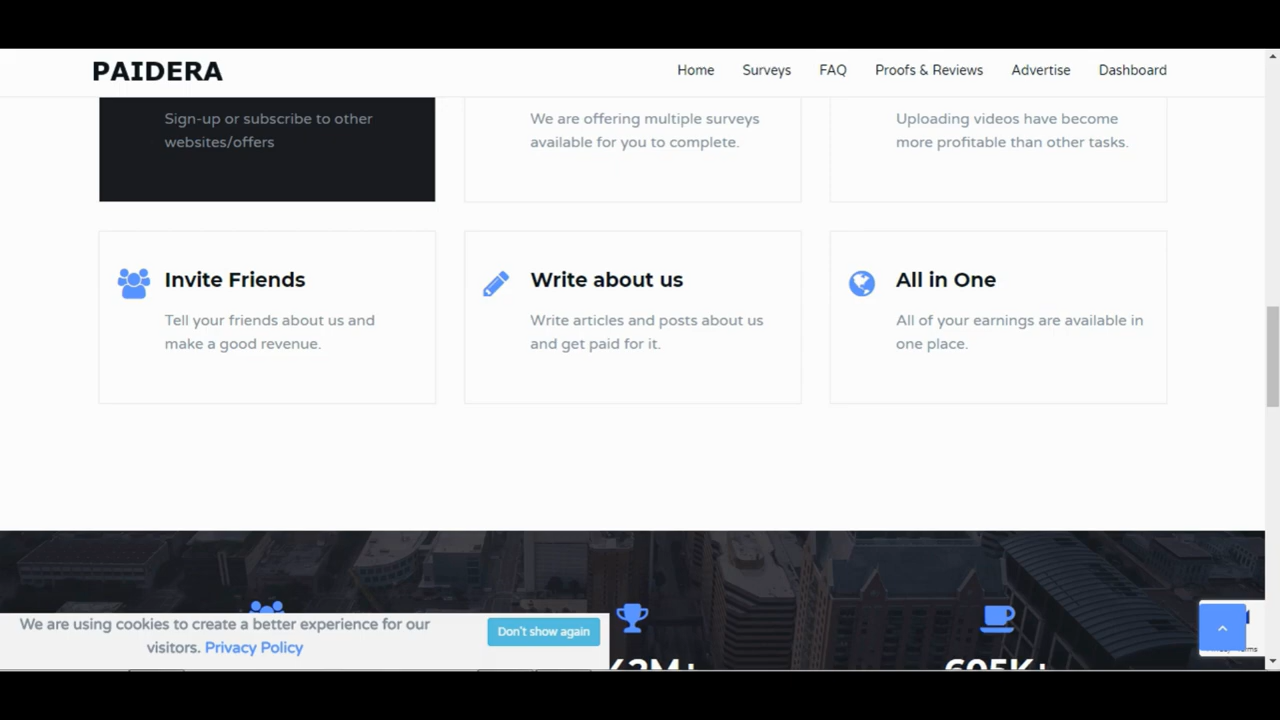 PAIDERA
Home Surveys FAQ Proofs & Reviews Advertise Dashboard
Sign-up or subscribe to other
websites/offers
We are offering multiple surveys
available for you to complete.
Uploading videos have become
more profitable than other tasks.
Invite Friends
Tell your friends about us and
make a good revenue.
Write about us
Write articles and posts about us
and get paid for it.
All in One
All of your earnings are available in
one place.
We are using cookies to create a better experience for our
visitors. Privacy Policy
Don't show again
605K+